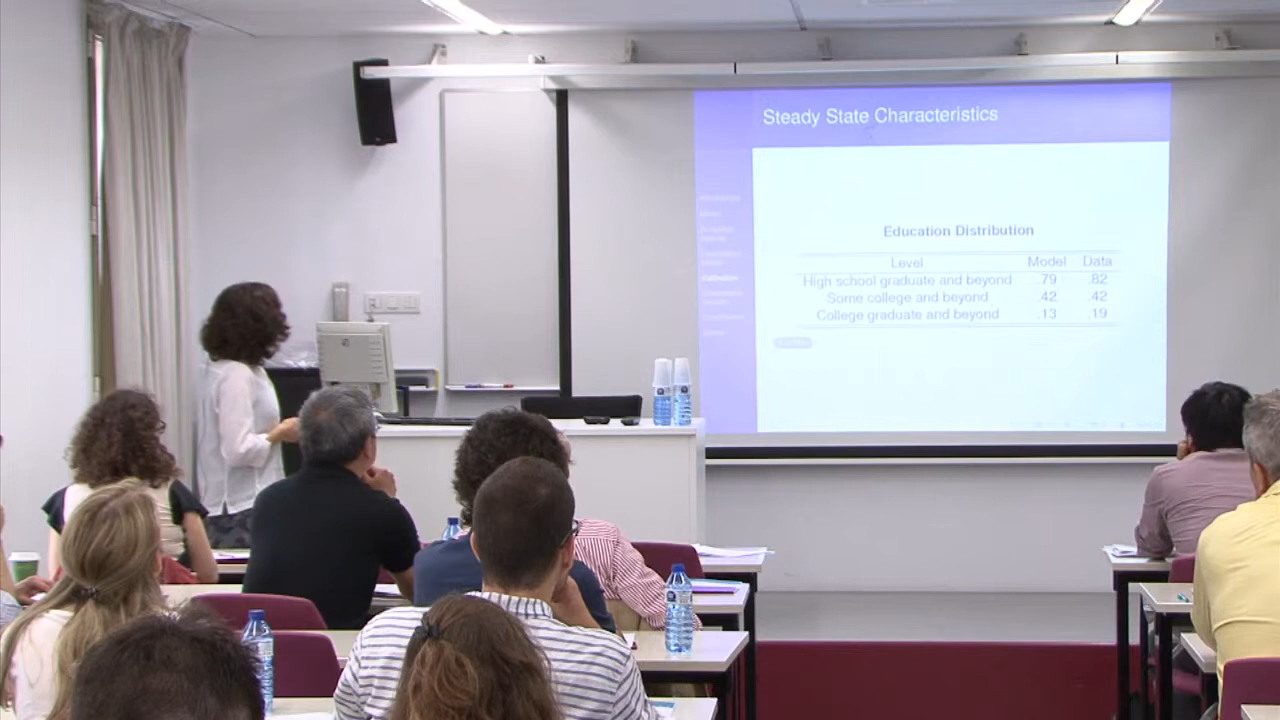 Steady State Characteristics
Education Distribution
Level Model Data
High school graduate and beyond .79 .82
Some college and beyond .42 .42
College graduate and beyond .13 .19